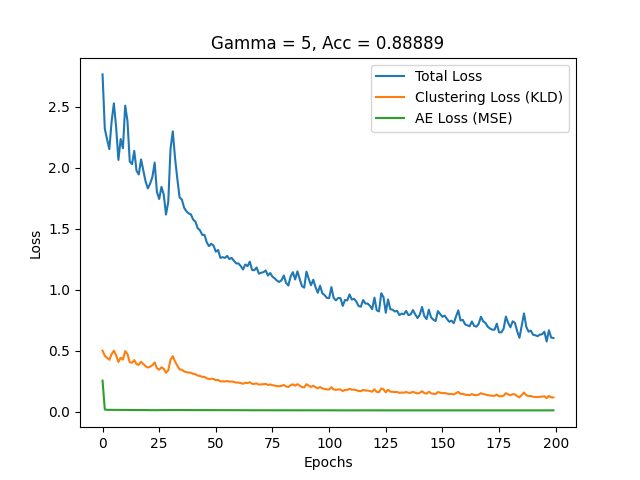 Gamma = 5, Acc = 0.88889
Total Loss
Clustering Loss (KLD)
AE Loss (MSE)
2.5
2.0
1.5
1.0
0.5
0.0
Loss
0 25 50 75 100 125 150 175 200
Epochs